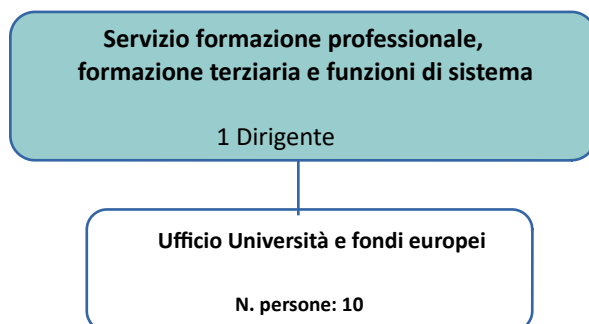 Servizio formazione professionale,
formazione terziaria e funzioni di sistema
1 Dirigente
Ufficio Università e fondi europei
N. persone: 10